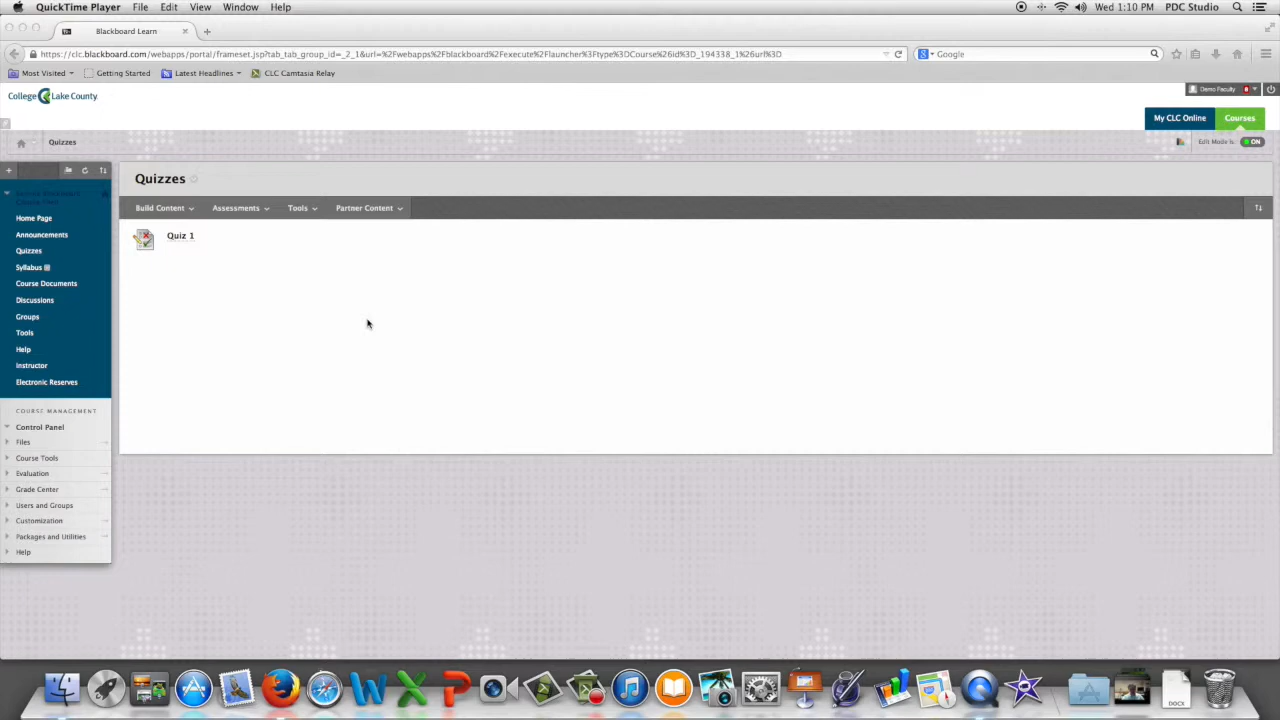 QuickTime Player File Edit View Window Help Wed 1:10 PM PDC Studio
Blackboard Learn
https://clc.blackboard.com/webapps/portal/frameset.jsp?tab_tab_group_id=_2_1&url=%2Fwebapps%2Fblackboard%2Fexecute%2Flauncher%3Ftype%3DCourse%26id%3D_194338_1%26url%3D Google
Most Visited Getting Started Latest Headlines CLC Camtasia Relay
College of Lake County
Demo Faculty
My CLC Online Courses
Quizzes Edit Mode is: ON
Quizzes
Build Content Assessments Tools Partner Content
Quiz 1
Home Page
Announcements
Quizzes
Syllabus
Course Documents
Discussions
Groups
Tools
Help
Instructor
Electronic Reserves
COURSE MANAGEMENT
Control Panel
Files
Course Tools
Evaluation
Grade Center
Users and Groups
Customization
Packages and Utilities
Help
DOCX